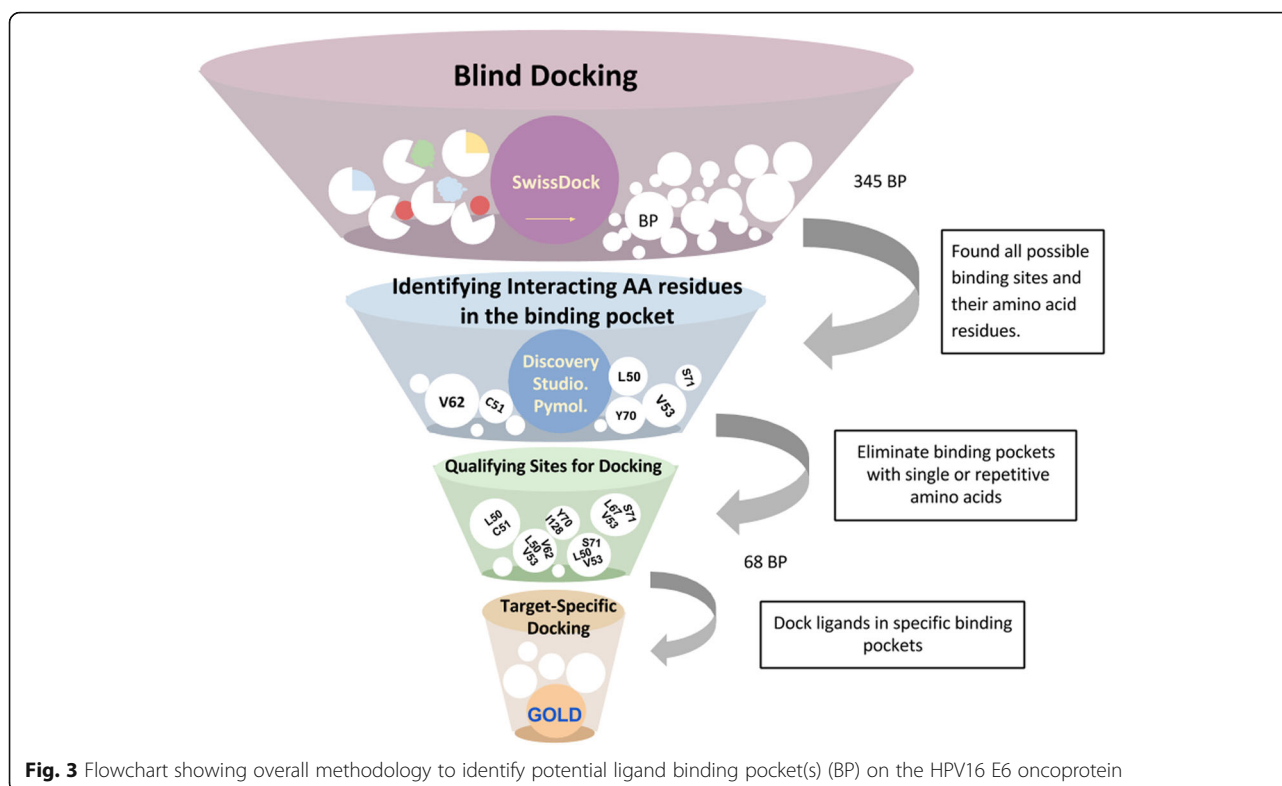 Blind Docking
SwissDock
BP
345 BP
Found all possible
binding sites and
their amino acid
residues.
Identifying Interacting AA residues
in the binding pocket
Discovery
Studio.
Pymol.
V62
C51
L50
S71
Y70
V53
Eliminate binding pockets
with single or repetitive
amino acids
Qualifying Sites for Docking
L50
C51
Y70
I128
L67
S71
V53
L50
V62
V53
S71
L50
V53
68 BP
Target-Specific
Docking
Dock ligands in specific binding
pockets
GOLD
Fig. 3 Flowchart showing overall methodology to identify potential ligand binding pocket(s) (BP) on the HPV16 E6 oncoprotein